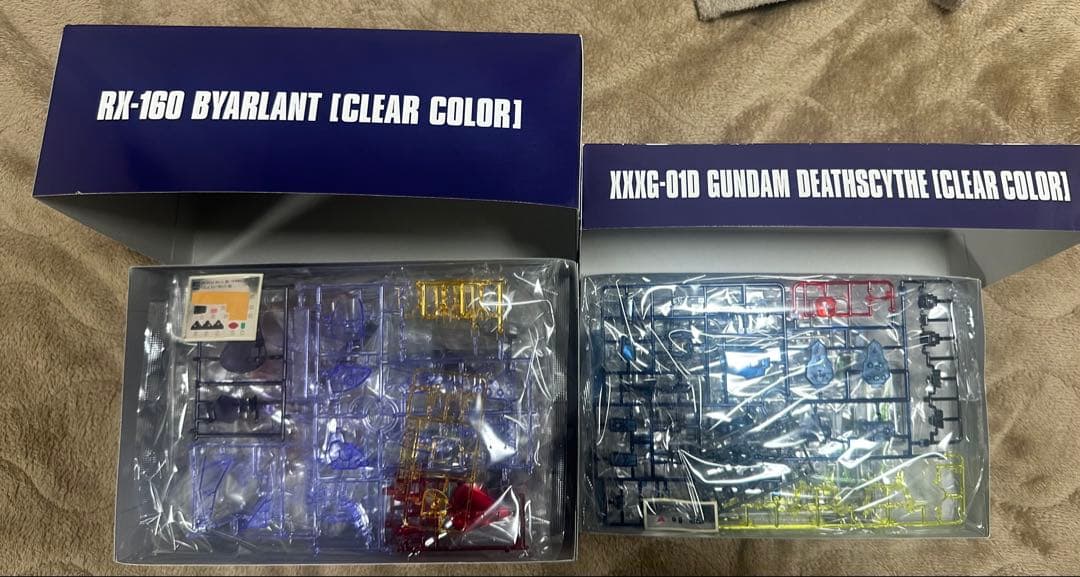 RX-160 BYARLANT [CLEAR COLOR]
XXXG-01D GUNDAM DEATHSCYTHE [CLEAR COLOR]